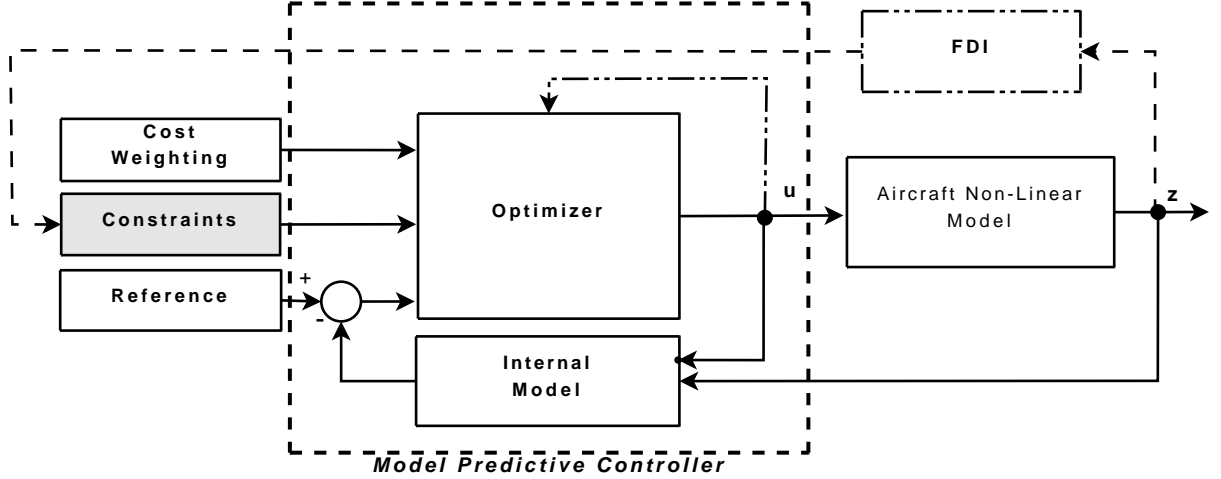 FDI
Cost
Weighting
Constraints
Reference
+
-
Optimizer
u
Aircraft Non-Linear
Model
z
Internal
Model
Model Predictive Controller